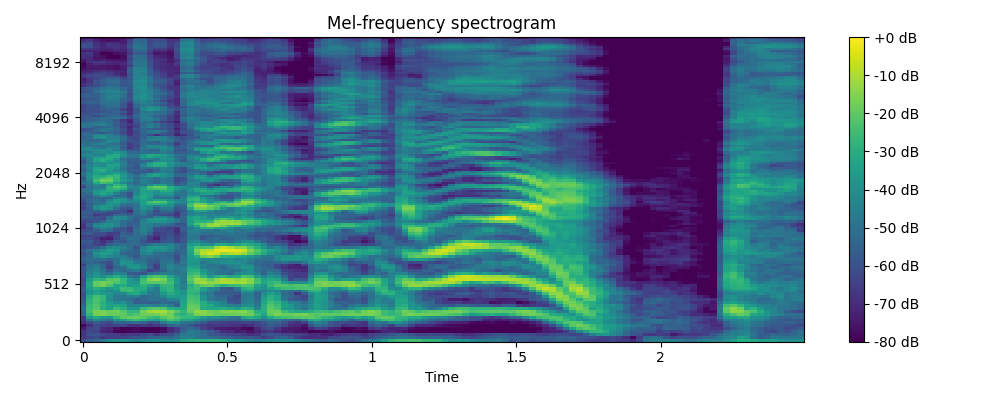 Mel-frequency spectrogram
Hz
8192
4096
2048
1024
512
0
0
0.5
1
1.5
2
Time
+0 dB
-10 dB
-20 dB
-30 dB
-40 dB
-50 dB
-60 dB
-70 dB
-80 dB